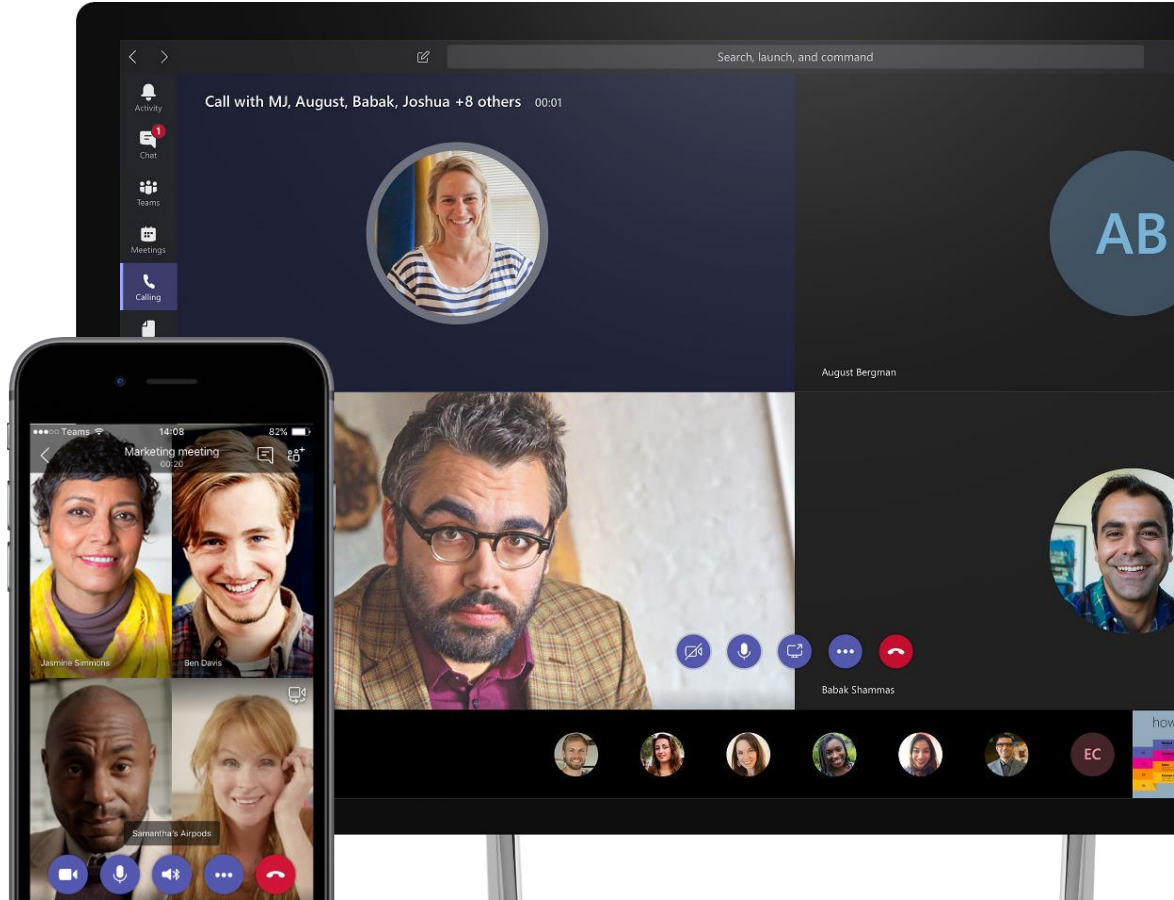 Search, launch, and command
Activity
Call with MJ, August, Babak, Joshua +8 others 00:01
1
Chat
Teams
Meetings
Calling
AB
August Bergman
Teams 14:08 82%
Marketing meeting
00:20
Jasmine Simmons
Ben Davis
Babak Shammas
EC
how
Samantha's Airpods